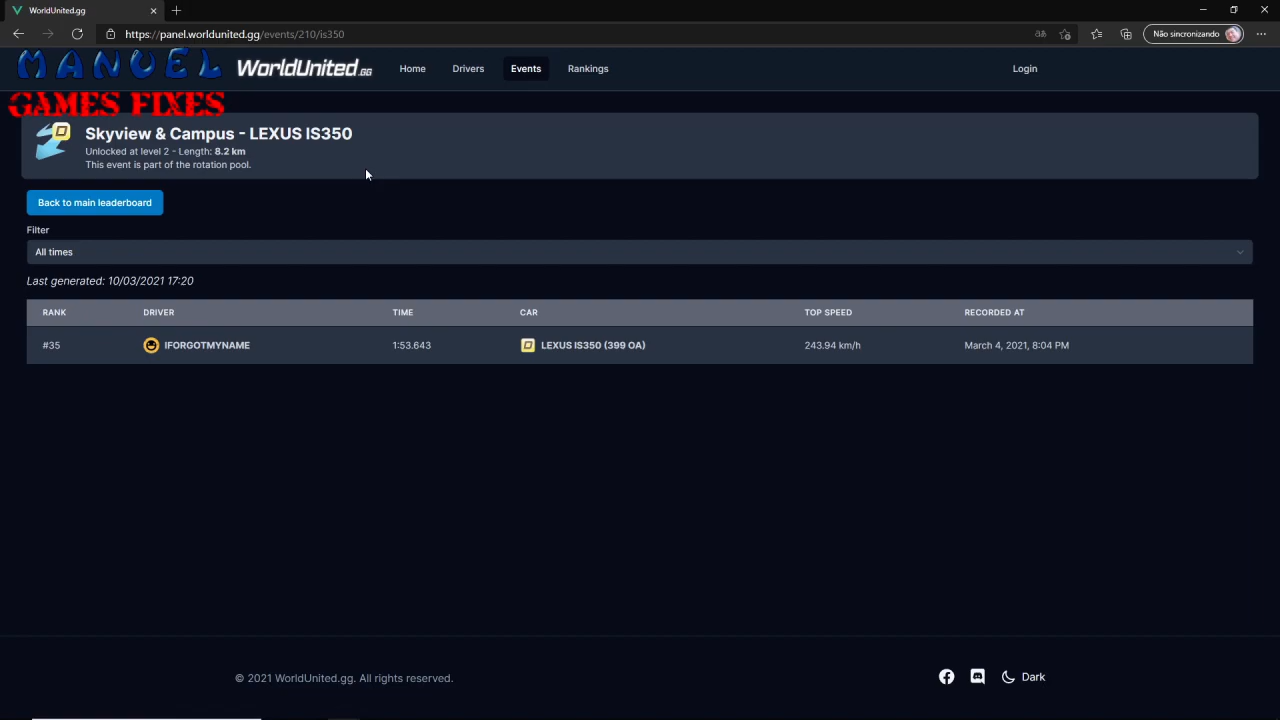 WorldUnited.gg
https://panel.worldunited.gg/events/210/is350
Não sincronizando
MANUEL
GAMES FIXES
WorldUnited.GG
Home
Drivers
Events
Rankings
Login
Skyview & Campus - LEXUS IS350
Unlocked at level 2 - Length: 8.2 km
This event is part of the rotation pool.
Back to main leaderboard
Filter
All times
Last generated: 10/03/2021 17:20
RANK DRIVER TIME CAR TOP SPEED RECORDED AT
#35 IFORGOTMYNAME 1:53.643 LEXUS IS350 (399 OA) 243.94 km/h March 4, 2021, 8:04 PM
© 2021 WorldUnited.gg. All rights reserved.
Dark